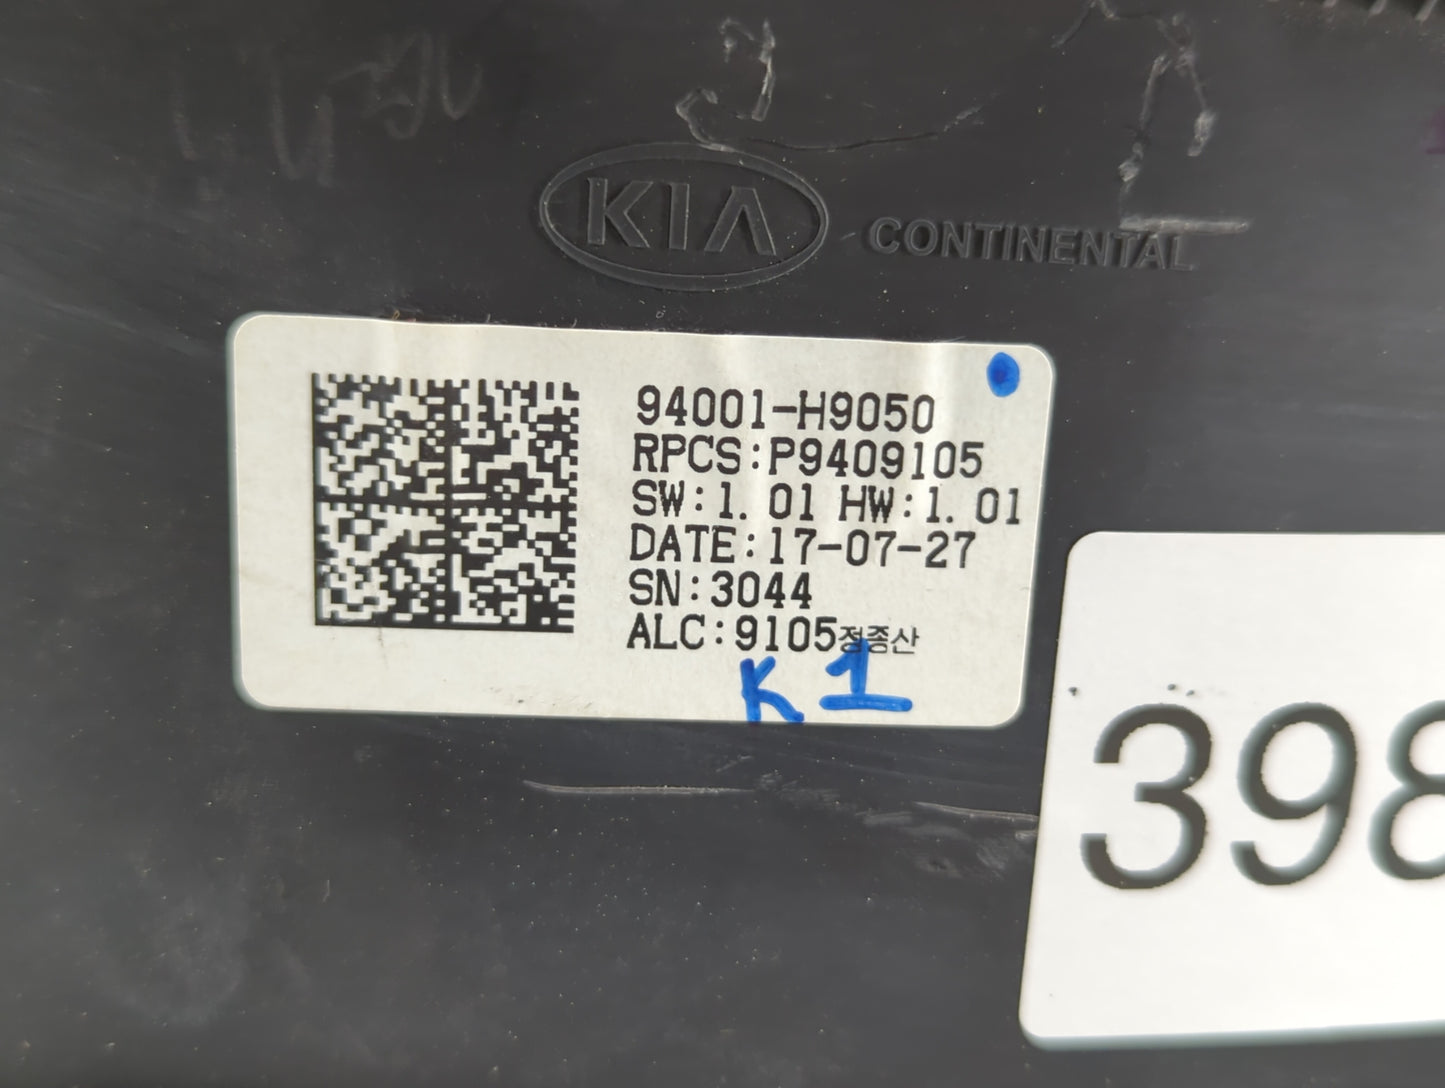 KIA CONTINENTAL
94001-H9050
RPCS:P9409105
SW:1. 01 HW:1. 01
DATE:17-07-27
SN:3044
ALC:9105정종산
K 1
398